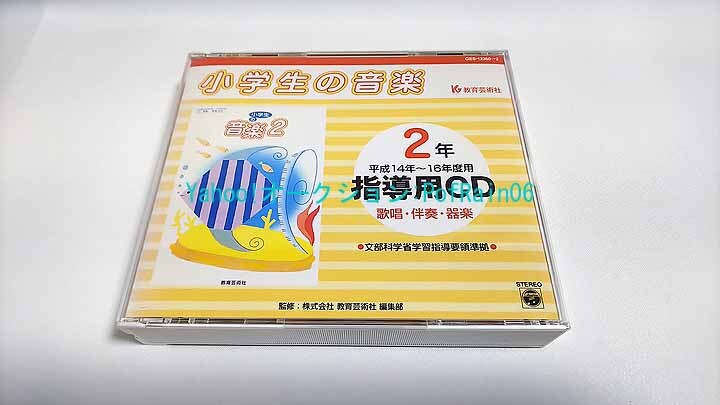 小学生の音楽
KG 教育芸術社
小学生の
音楽2
教育芸術社
2年
平成14年〜16年度用
指導用CD
歌唱・伴奏・器楽
●文部科学省学習指導要領準拠●
STEREO
監修：株式会社 教育芸術社 編集部
Yahoo!オークション PofRain06